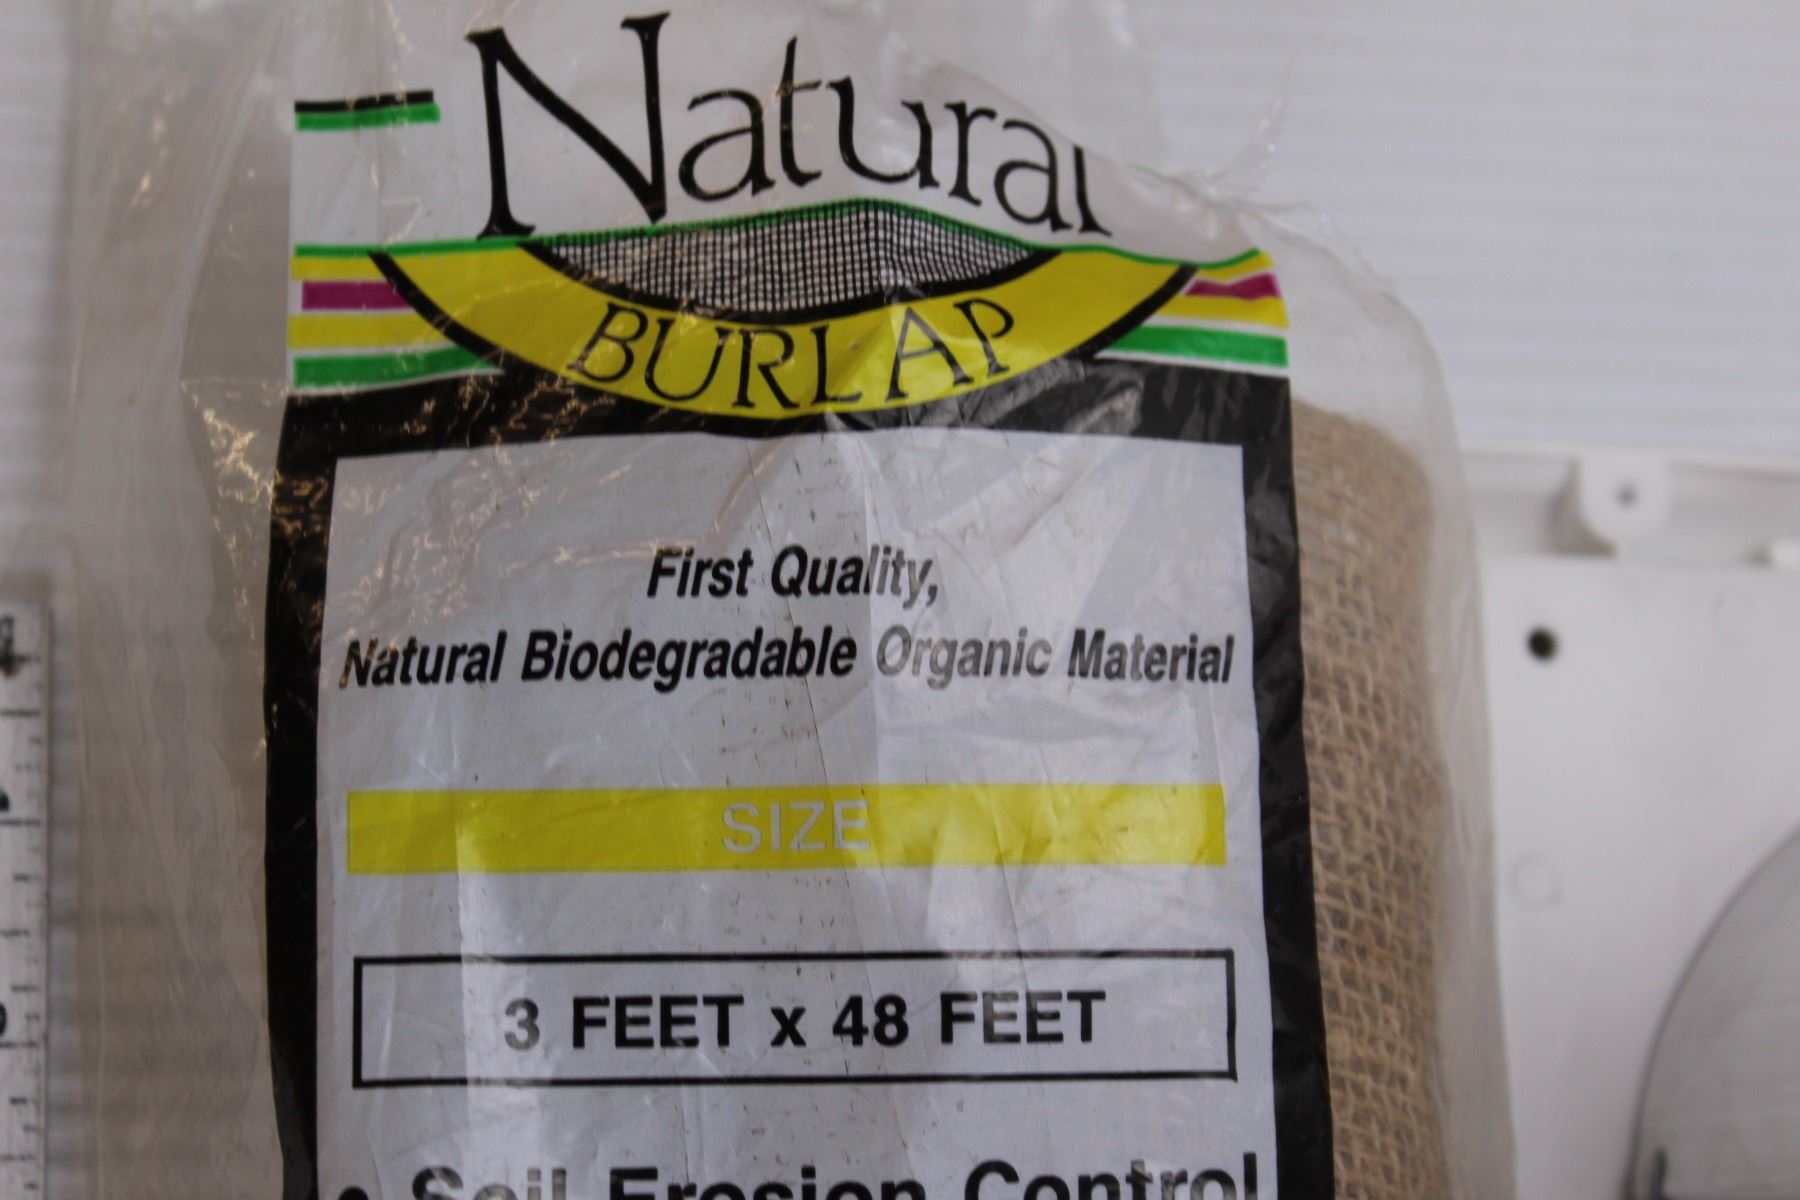 Natural
BURLAP
First Quality,
Natural Biodegradable Organic Material
SIZE
3 FEET x 48 FEET
• Soil Erosion Control